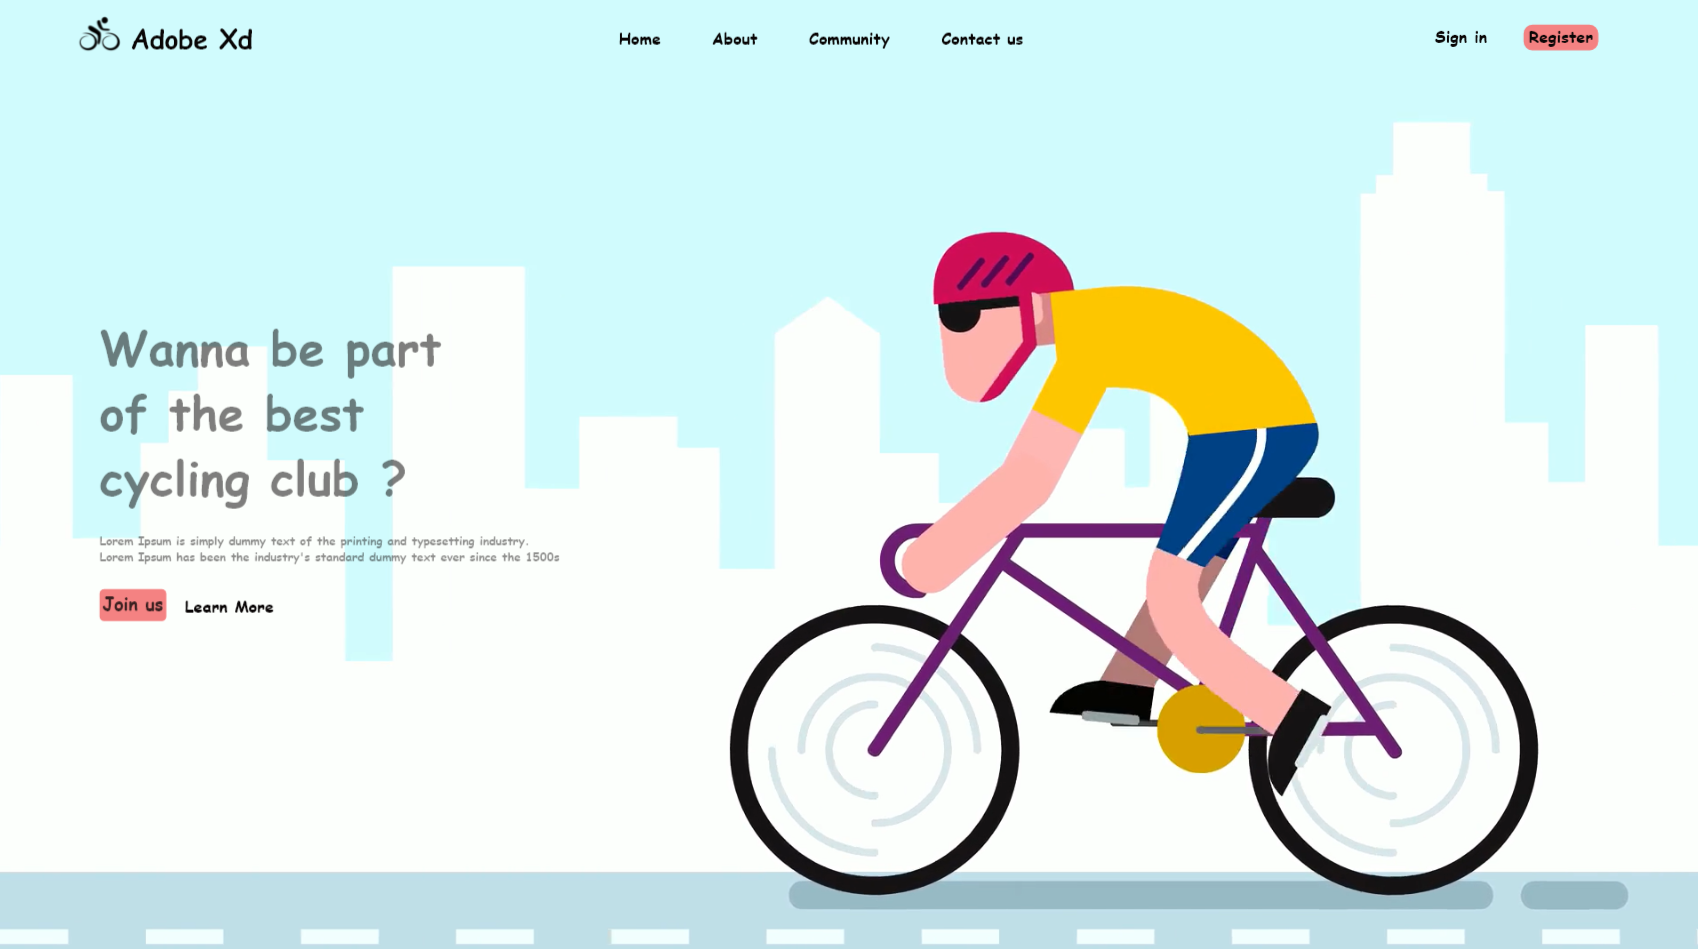 Adobe Xd
Home
About
Community
Contact us
Sign in
Register
Wanna be part
of the best
cycling club ?
Lorem Ipsum is simply dummy text of the printing and typesetting industry.
Lorem Ipsum has been the industry's standard dummy text ever since the 1500s
Join us
Learn More